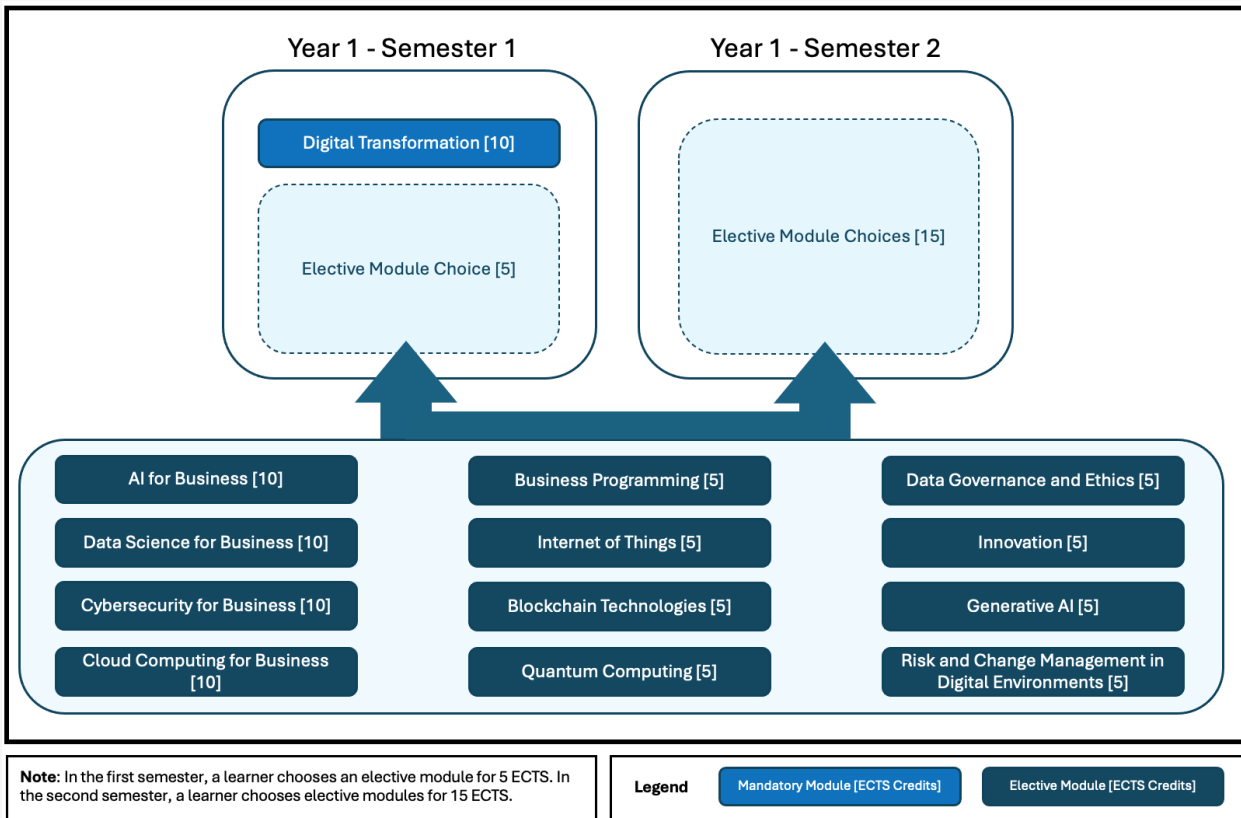 Year 1 - Semester 1
Year 1 - Semester 2
Digital Transformation [10]
Elective Module Choice [5]
Elective Module Choices [15]
AI for Business [10]
Business Programming [5]
Data Governance and Ethics [5]
Data Science for Business [10]
Internet of Things [5]
Innovation [5]
Cybersecurity for Business [10]
Blockchain Technologies [5]
Generative AI [5]
Cloud Computing for Business
[10]
Quantum Computing [5]
Risk and Change Management in
Digital Environments [5]
Note: In the first semester, a learner chooses an elective module for 5 ECTS. In
the second semester, a learner chooses elective modules for 15 ECTS.
Legend
Mandatory Module [ECTS Credits]
Elective Module [ECTS Credits]